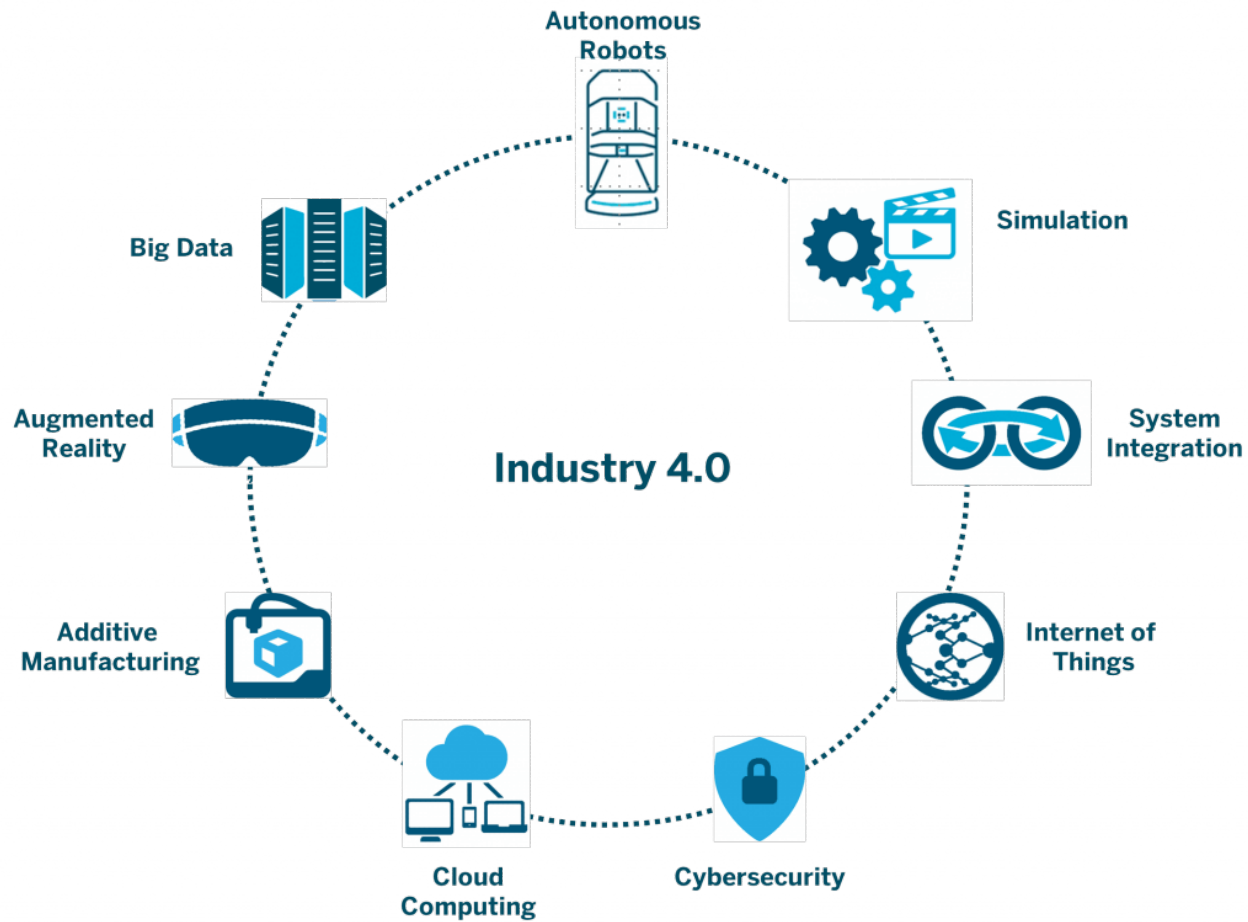 Autonomous
Robots
Simulation
Big Data
System
Integration
Augmented
Reality
Industry 4.0
Internet of
Things
Additive
Manufacturing
Cybersecurity
Cloud
Computing